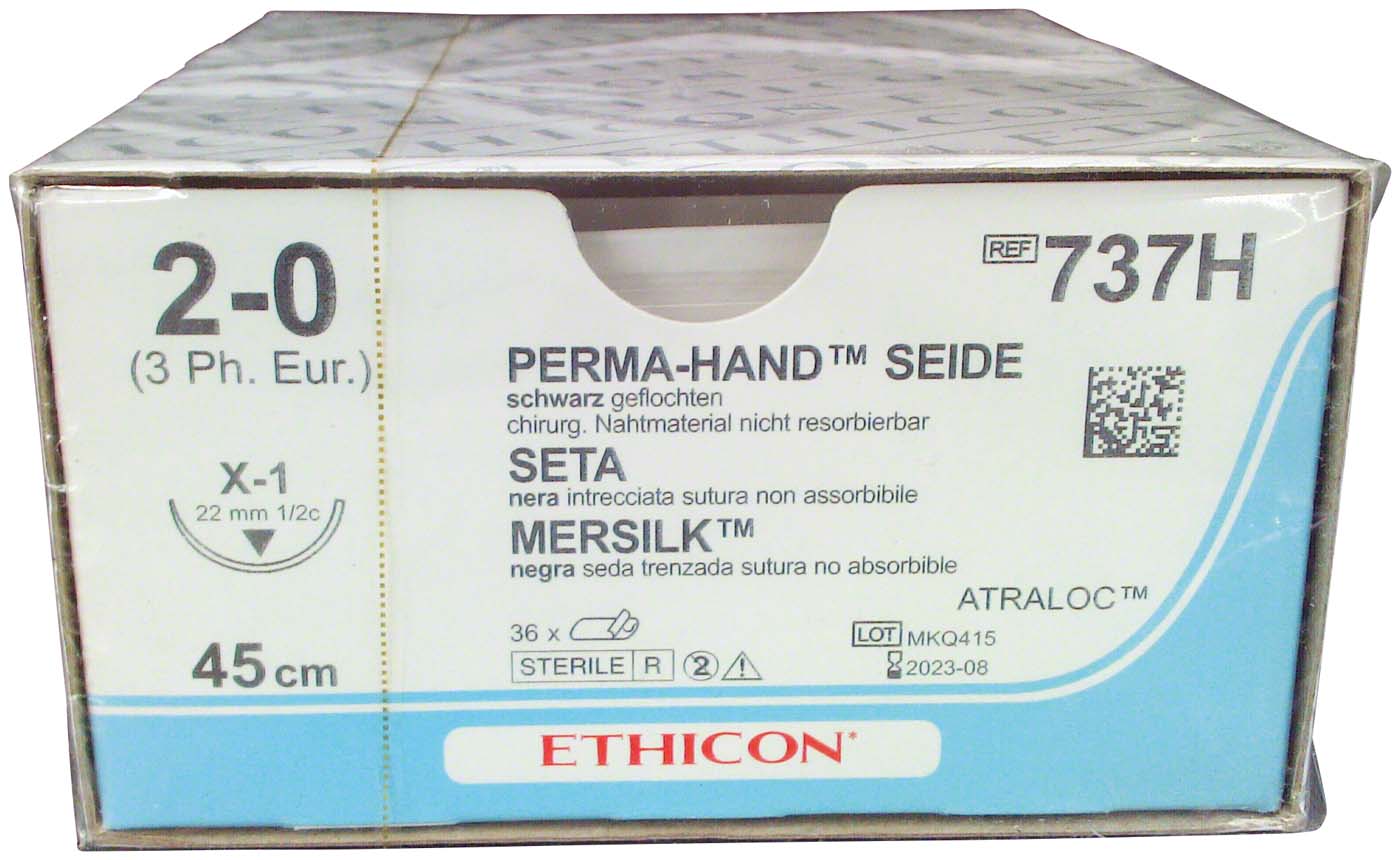 ETHICON
2-0
(3 Ph. Eur.)
X-1
22 mm 1/2c
45 cm
REF 737H
PERMA-HAND™ SEIDE
schwarz geflochten
chirurg. Nahtmaterial nicht resorbierbar
SETA
nera intrecciata sutura non assorbibile
MERSILK™
negra seda trenzada sutura no absorbible
ATRALOC™
36 x
STERILE R
2
LOT MKQ415
2023-08
ETHICON*